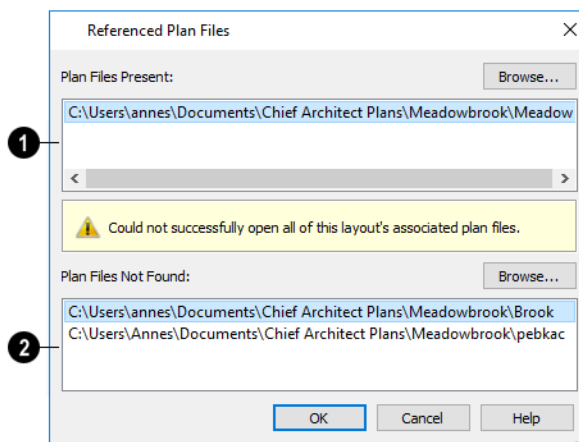 Referenced Plan Files
Plan Files Present:
Browse...
C:\Users\annes\Documents\Chief Architect Plans\Meadowbrook\Meadow
1
Could not successfully open all of this layout's associated plan files.
Plan Files Not Found:
Browse...
C:\Users\annes\Documents\Chief Architect Plans\Meadowbrook\Brook
C:\Users\Annes\Documents\Chief Architect Plans\Meadowbrook\pebkac
2
OK
Cancel
Help